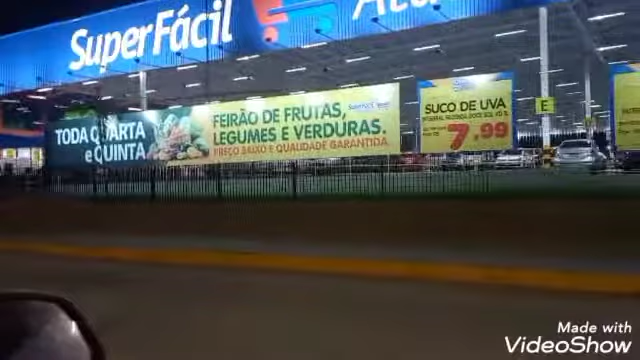 SuperFácil Ata
TODA QUARTA
e QUINTA
FEIRÃO DE FRUTAS,
LEGUMES E VERDURAS.
PREÇO BAIXO E QUALIDADE GARANTIDA
SUCO DE UVA
7,99
E
Made with
VideoShow